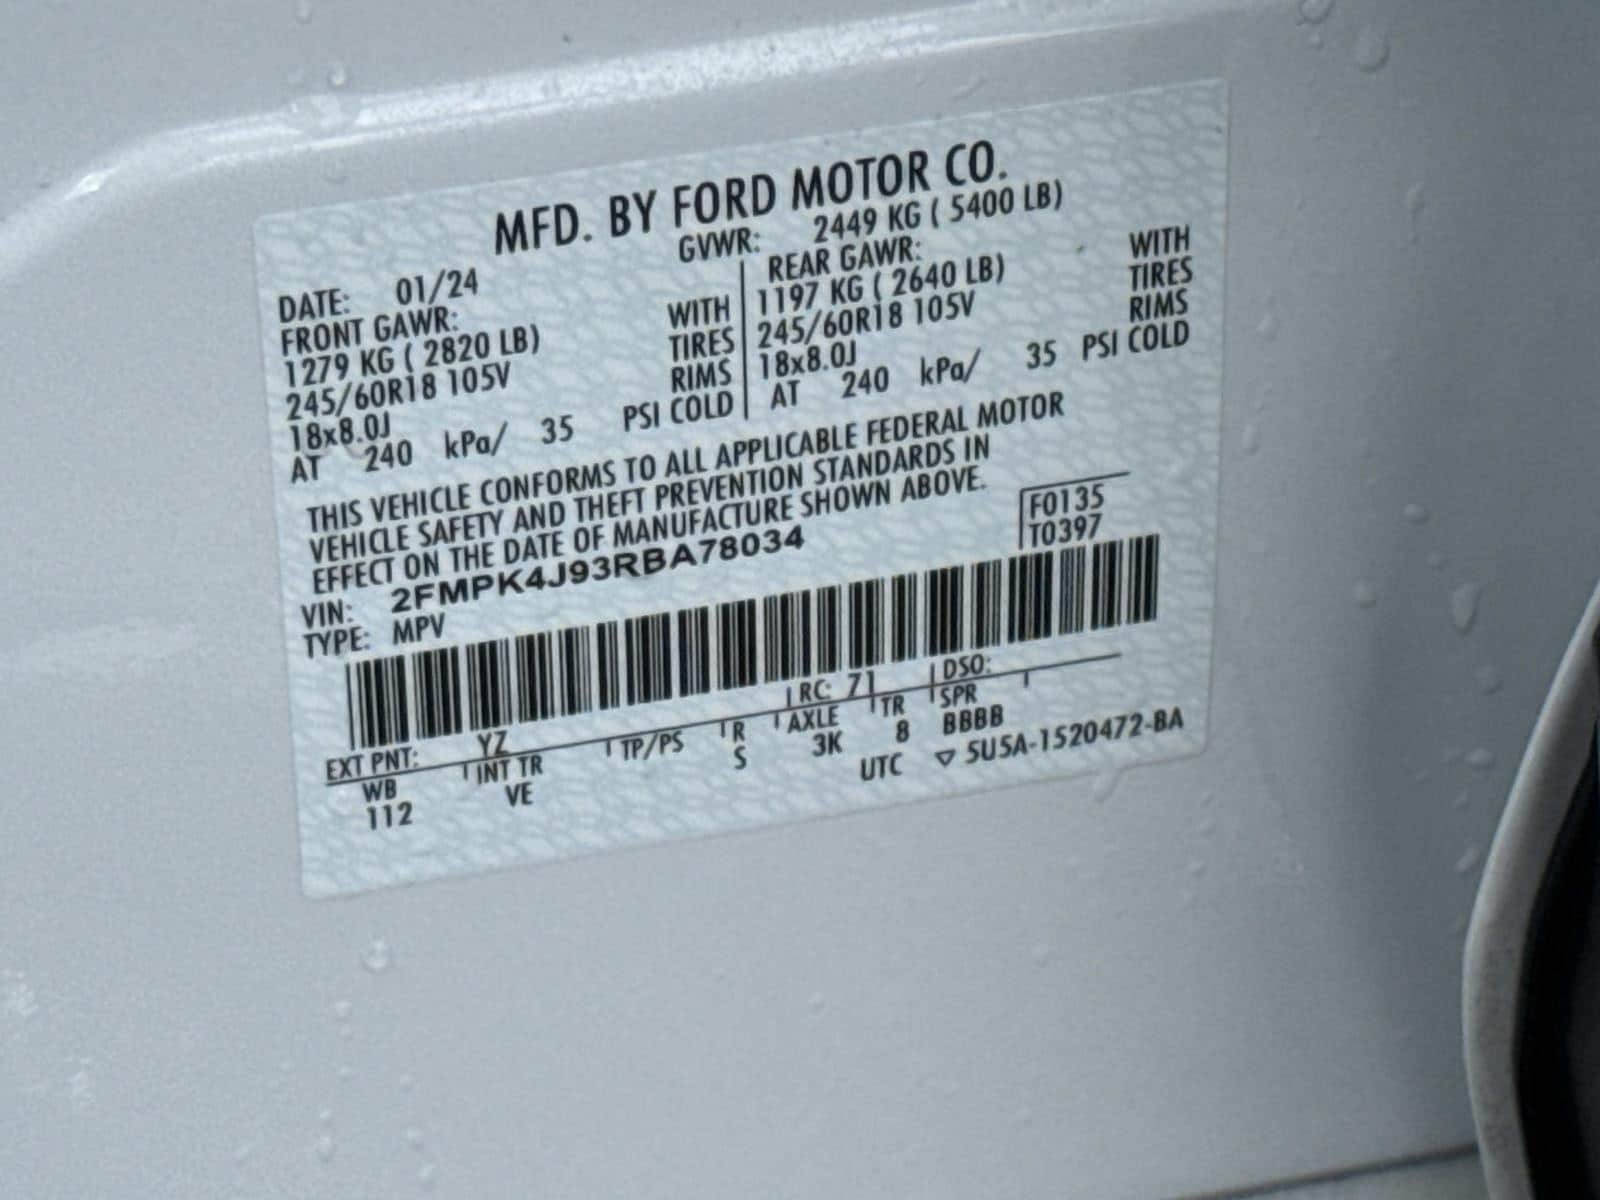 MFD. BY FORD MOTOR CO.
DATE: 01/24 GVWR: 2449 KG ( 5400 LB)
FRONT GAWR: REAR GAWR:
1279 KG ( 2820 LB) WITH 1197 KG ( 2640 LB) WITH
245/60R18 105V TIRES 245/60R18 105V TIRES
18x8.0J RIMS 18x8.0J RIMS
AT 240 kPa/ 35 PSI COLD AT 240 kPa/ 35 PSI COLD
THIS VEHICLE CONFORMS TO ALL APPLICABLE FEDERAL MOTOR
VEHICLE SAFETY AND THEFT PREVENTION STANDARDS IN
EFFECT ON THE DATE OF MANUFACTURE SHOWN ABOVE.
VIN: 2FMPK4J93RBA78034 F0135
TYPE: MPV T0397
EXT PNT: YZ RC: 71 DSO:
WB INT TR TP/PS R AXLE TR SPR
112 VE S 3K 8 BBBB
UTC ▽ 5U5A-1520472-BA